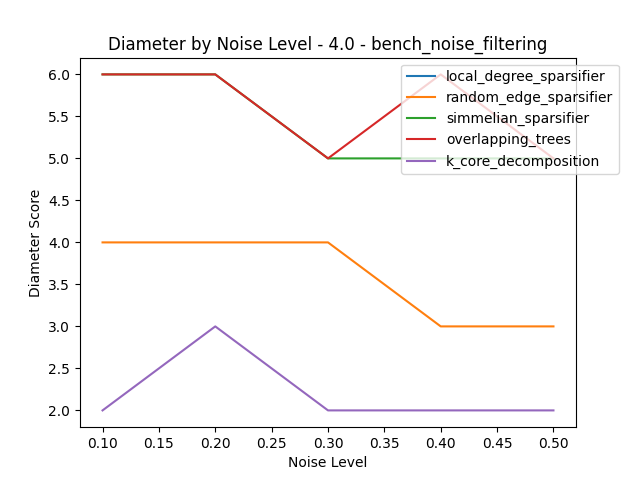 Diameter by Noise Level - 4.0 - bench_noise_filtering
local_degree_sparsifier
random_edge_sparsifier
simmelian_sparsifier
overlapping_trees
k_core_decomposition
Diameter Score
6.0
5.5
5.0
4.5
4.0
3.5
3.0
2.5
2.0
0.10 0.15 0.20 0.25 0.30 0.35 0.40 0.45 0.50
Noise Level